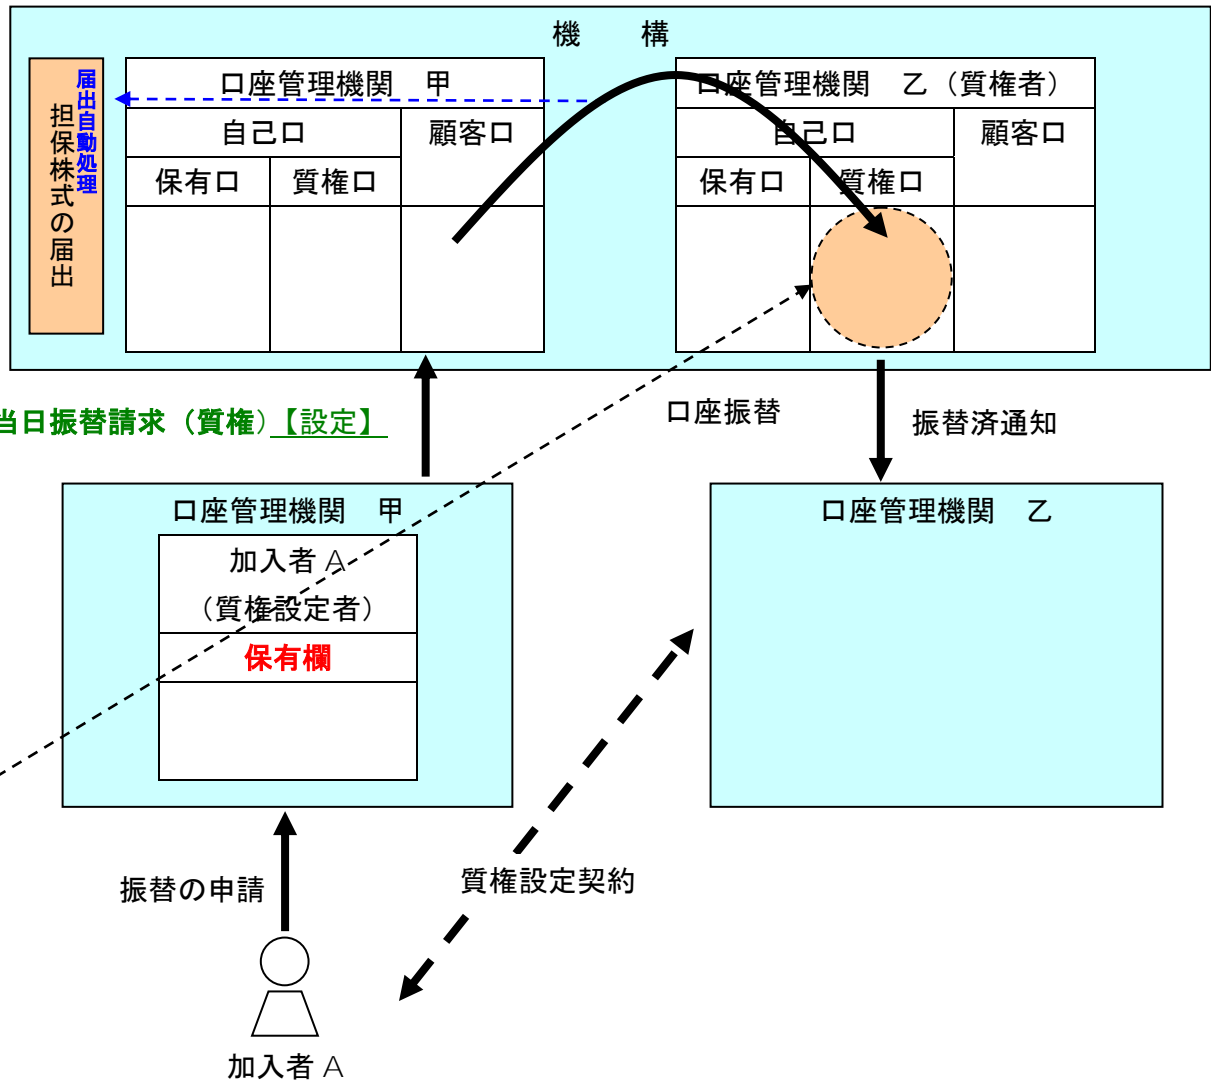 機　構
担保株式の届出
届出自動処理
口座管理機関　甲
自己口
顧客口
保有口
質権口
口座管理機関　乙（質権者）
自己口
顧客口
保有口
質権口
当日振替請求（質権）【設定】
口座振替
振替済通知
口座管理機関　甲
加入者 A
（質権設定者）
保有欄
口座管理機関　乙
振替の申請
質権設定契約
加入者 A